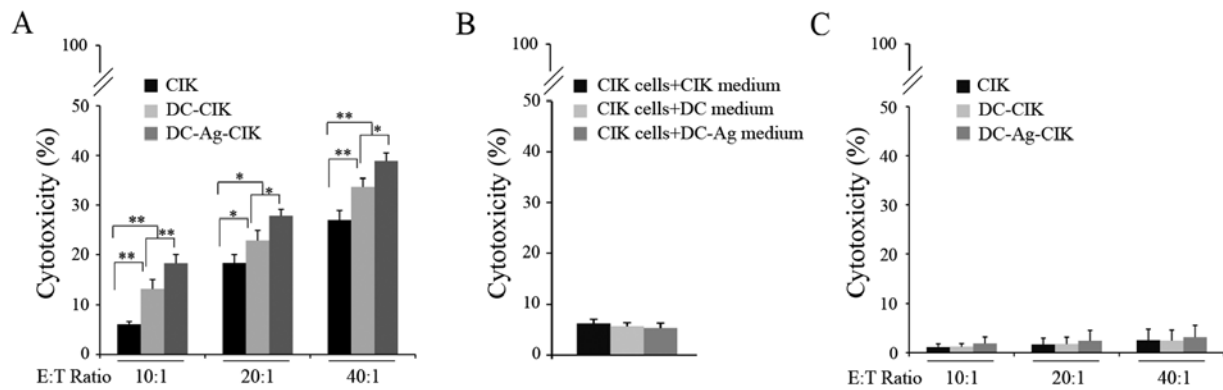 A
100
CIK
DC-CIK
DC-Ag-CIK
50
40
30
20
10
0
Cytotoxicity (%)
** ** **
* * *
** ** *
E:T Ratio 10:1 20:1 40:1
B
100
CIK cells+CIK medium
CIK cells+DC medium
CIK cells+DC-Ag medium
50
40
30
20
10
0
Cytotoxicity (%)
C
100
CIK
DC-CIK
DC-Ag-CIK
50
40
30
20
10
0
Cytotoxicity (%)
E:T Ratio 10:1 20:1 40:1